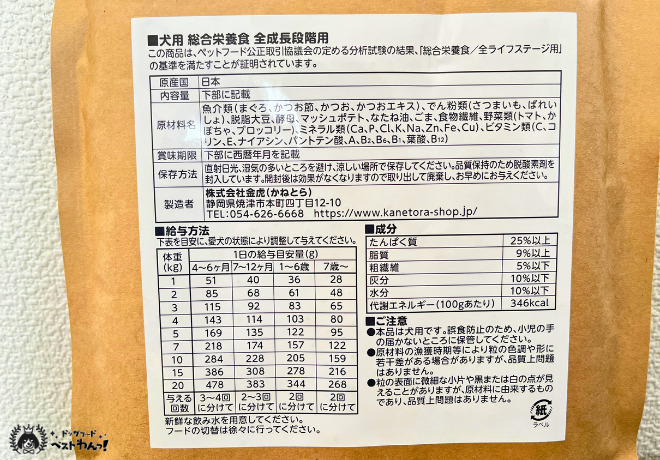 ■犬用 総合栄養食 全成長段階用
この商品は、ペットフード公正取引協議会の定める分析試験の結果、「総合栄養食／全ライフステージ用」
の基準を満たすことが証明されています。
原産国 日本
内容量 下部に記載
原材料名 魚介類(まぐろ、かつお節、かつお、かつおエキス)、でん粉類(さつまいも、ばれい
しょ)、脱脂大豆、酵母、マッシュポテト、なたね油、ごま、食物繊維、野菜類(トマト、か
ぼちゃ、ブロッコリー)、ミネラル類(Ca,P,Cl,K,Na,Zn,Fe,Cu)、ビタミン類(C、コ
リン、E、ナイアシン、パントテン酸、A、B2、B6、B1、葉酸、B12)
賞味期限 下部に西暦年月を記載
保存方法 直射日光、湿気の多いところを避け、涼しい場所で保存してください。品質保持のため脱酸素剤を
封入しています。開封後は効果がなくなりますので取り出して廃棄し、お早めにお与えください。
製造者 株式会社金虎(かねとら)
静岡県焼津市本町四丁目12-10
TEL:054-626-6668 https://www.kanetora-shop.jp/
■給与方法
下表を目安に、愛犬の状態により調整して与えてください。
体重(kg) 1日の給与目安量(g)
4～6ヶ月 7～12ヶ月 1～6歳 7歳～
1 51 40 36 28
2 85 68 61 48
3 115 92 83 65
4 143 114 103 80
5 169 135 122 95
7 218 174 157 122
10 284 228 205 159
15 386 308 278 216
20 478 383 344 268
与える回数 3～4回に分けて 2～3回に分けて 2回に分けて 2回に分けて
新鮮な飲み水を用意してください。
フードの切替は徐々に行ってください。
■成分
たんぱく質 25%以上
脂質 9%以上
粗繊維 5%以下
灰分 10%以下
水分 10%以下
代謝エネルギー(100gあたり) 346kcal
■ご注意
●本品は犬用です。誤食防止のため、小児の手
の届かないところに保管してください。
●原材料の漁獲時期等により粒の色調や形に
若干差がある場合がありますが、品質上問題
はありません。
●粒の表面に微細な小片や黒または白の点が見
えることがありますが、原材料に由来するもの
であり、品質上問題はありません。
紙
ラベル
ドッグフード
ベストわんっ!